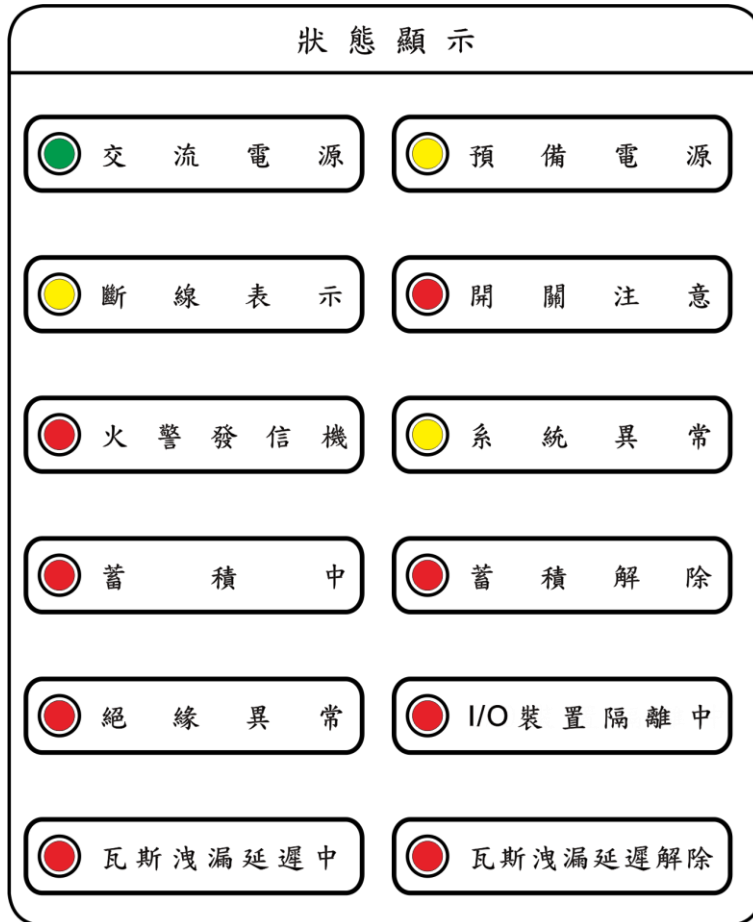 狀態顯示
交流電源
預備電源
斷線表示
開關注意
火警發信機
系統異常
蓄積中
蓄積解除
絕緣異常
I/O裝置隔離中
瓦斯洩漏延遲中
瓦斯洩漏延遲解除